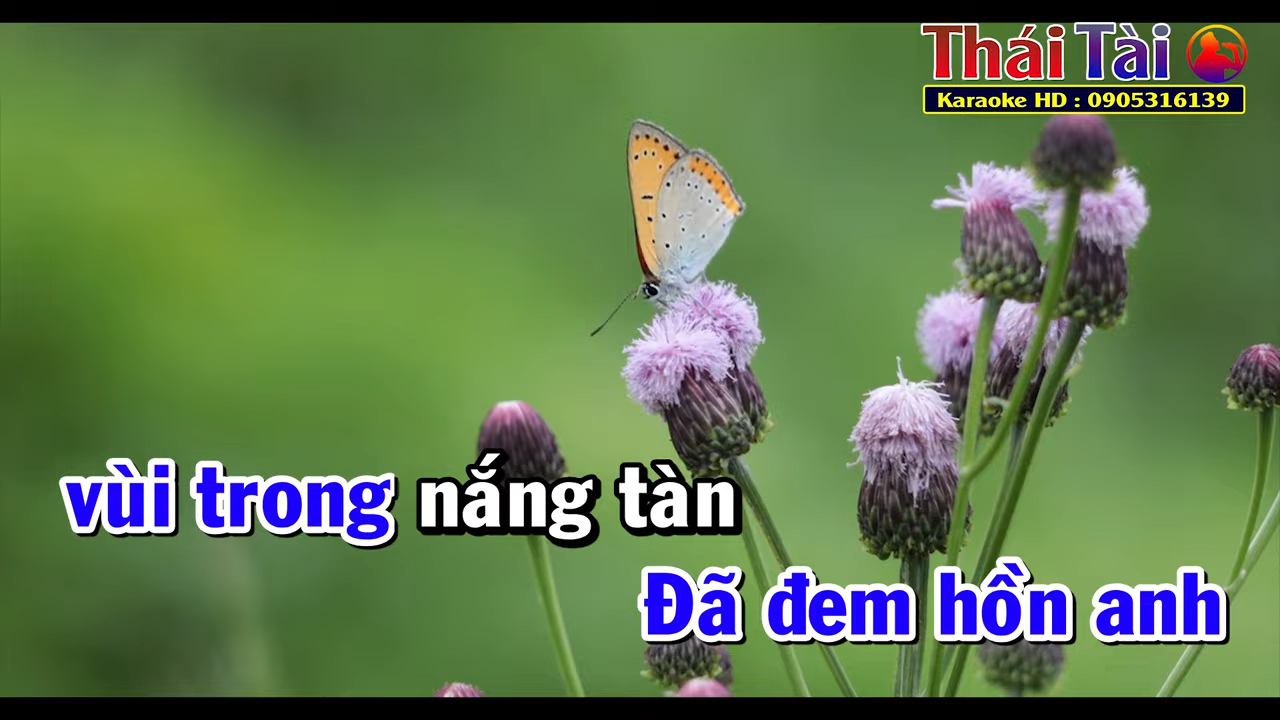 Thái Tài
Karaoke HD : 0905316139
vùi trong nắng tàn
Đã đem hồn anh